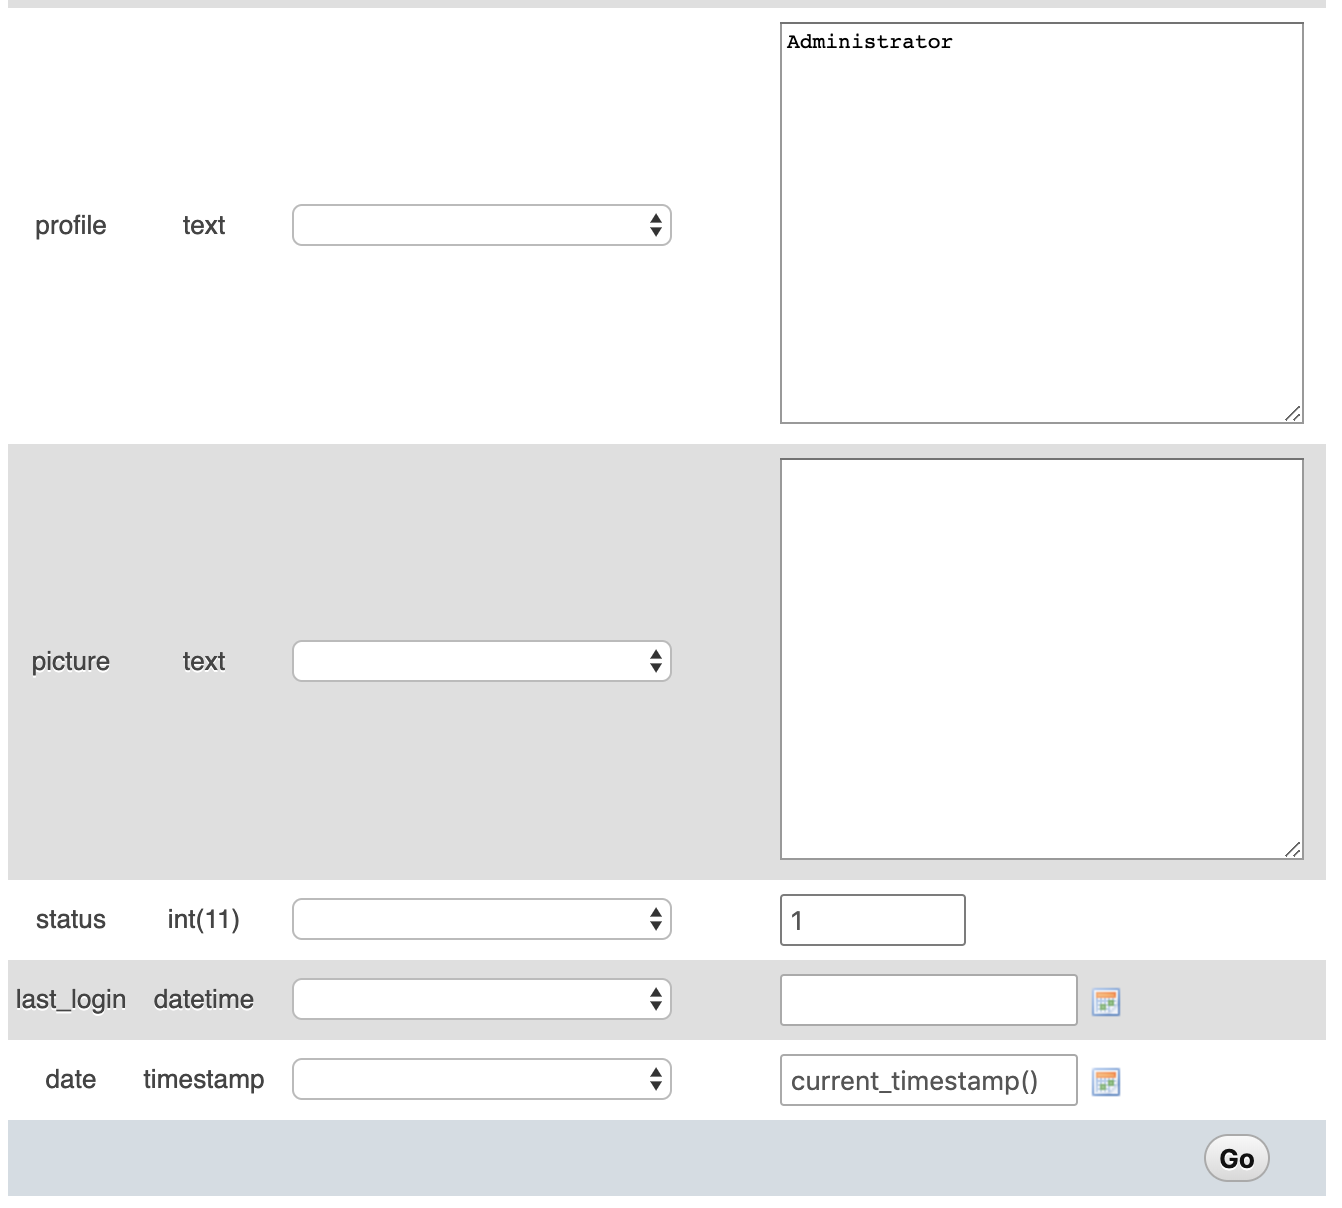 Administrator
profile text
picture text
status int(11) 1
last_login datetime
date timestamp current_timestamp()
Go